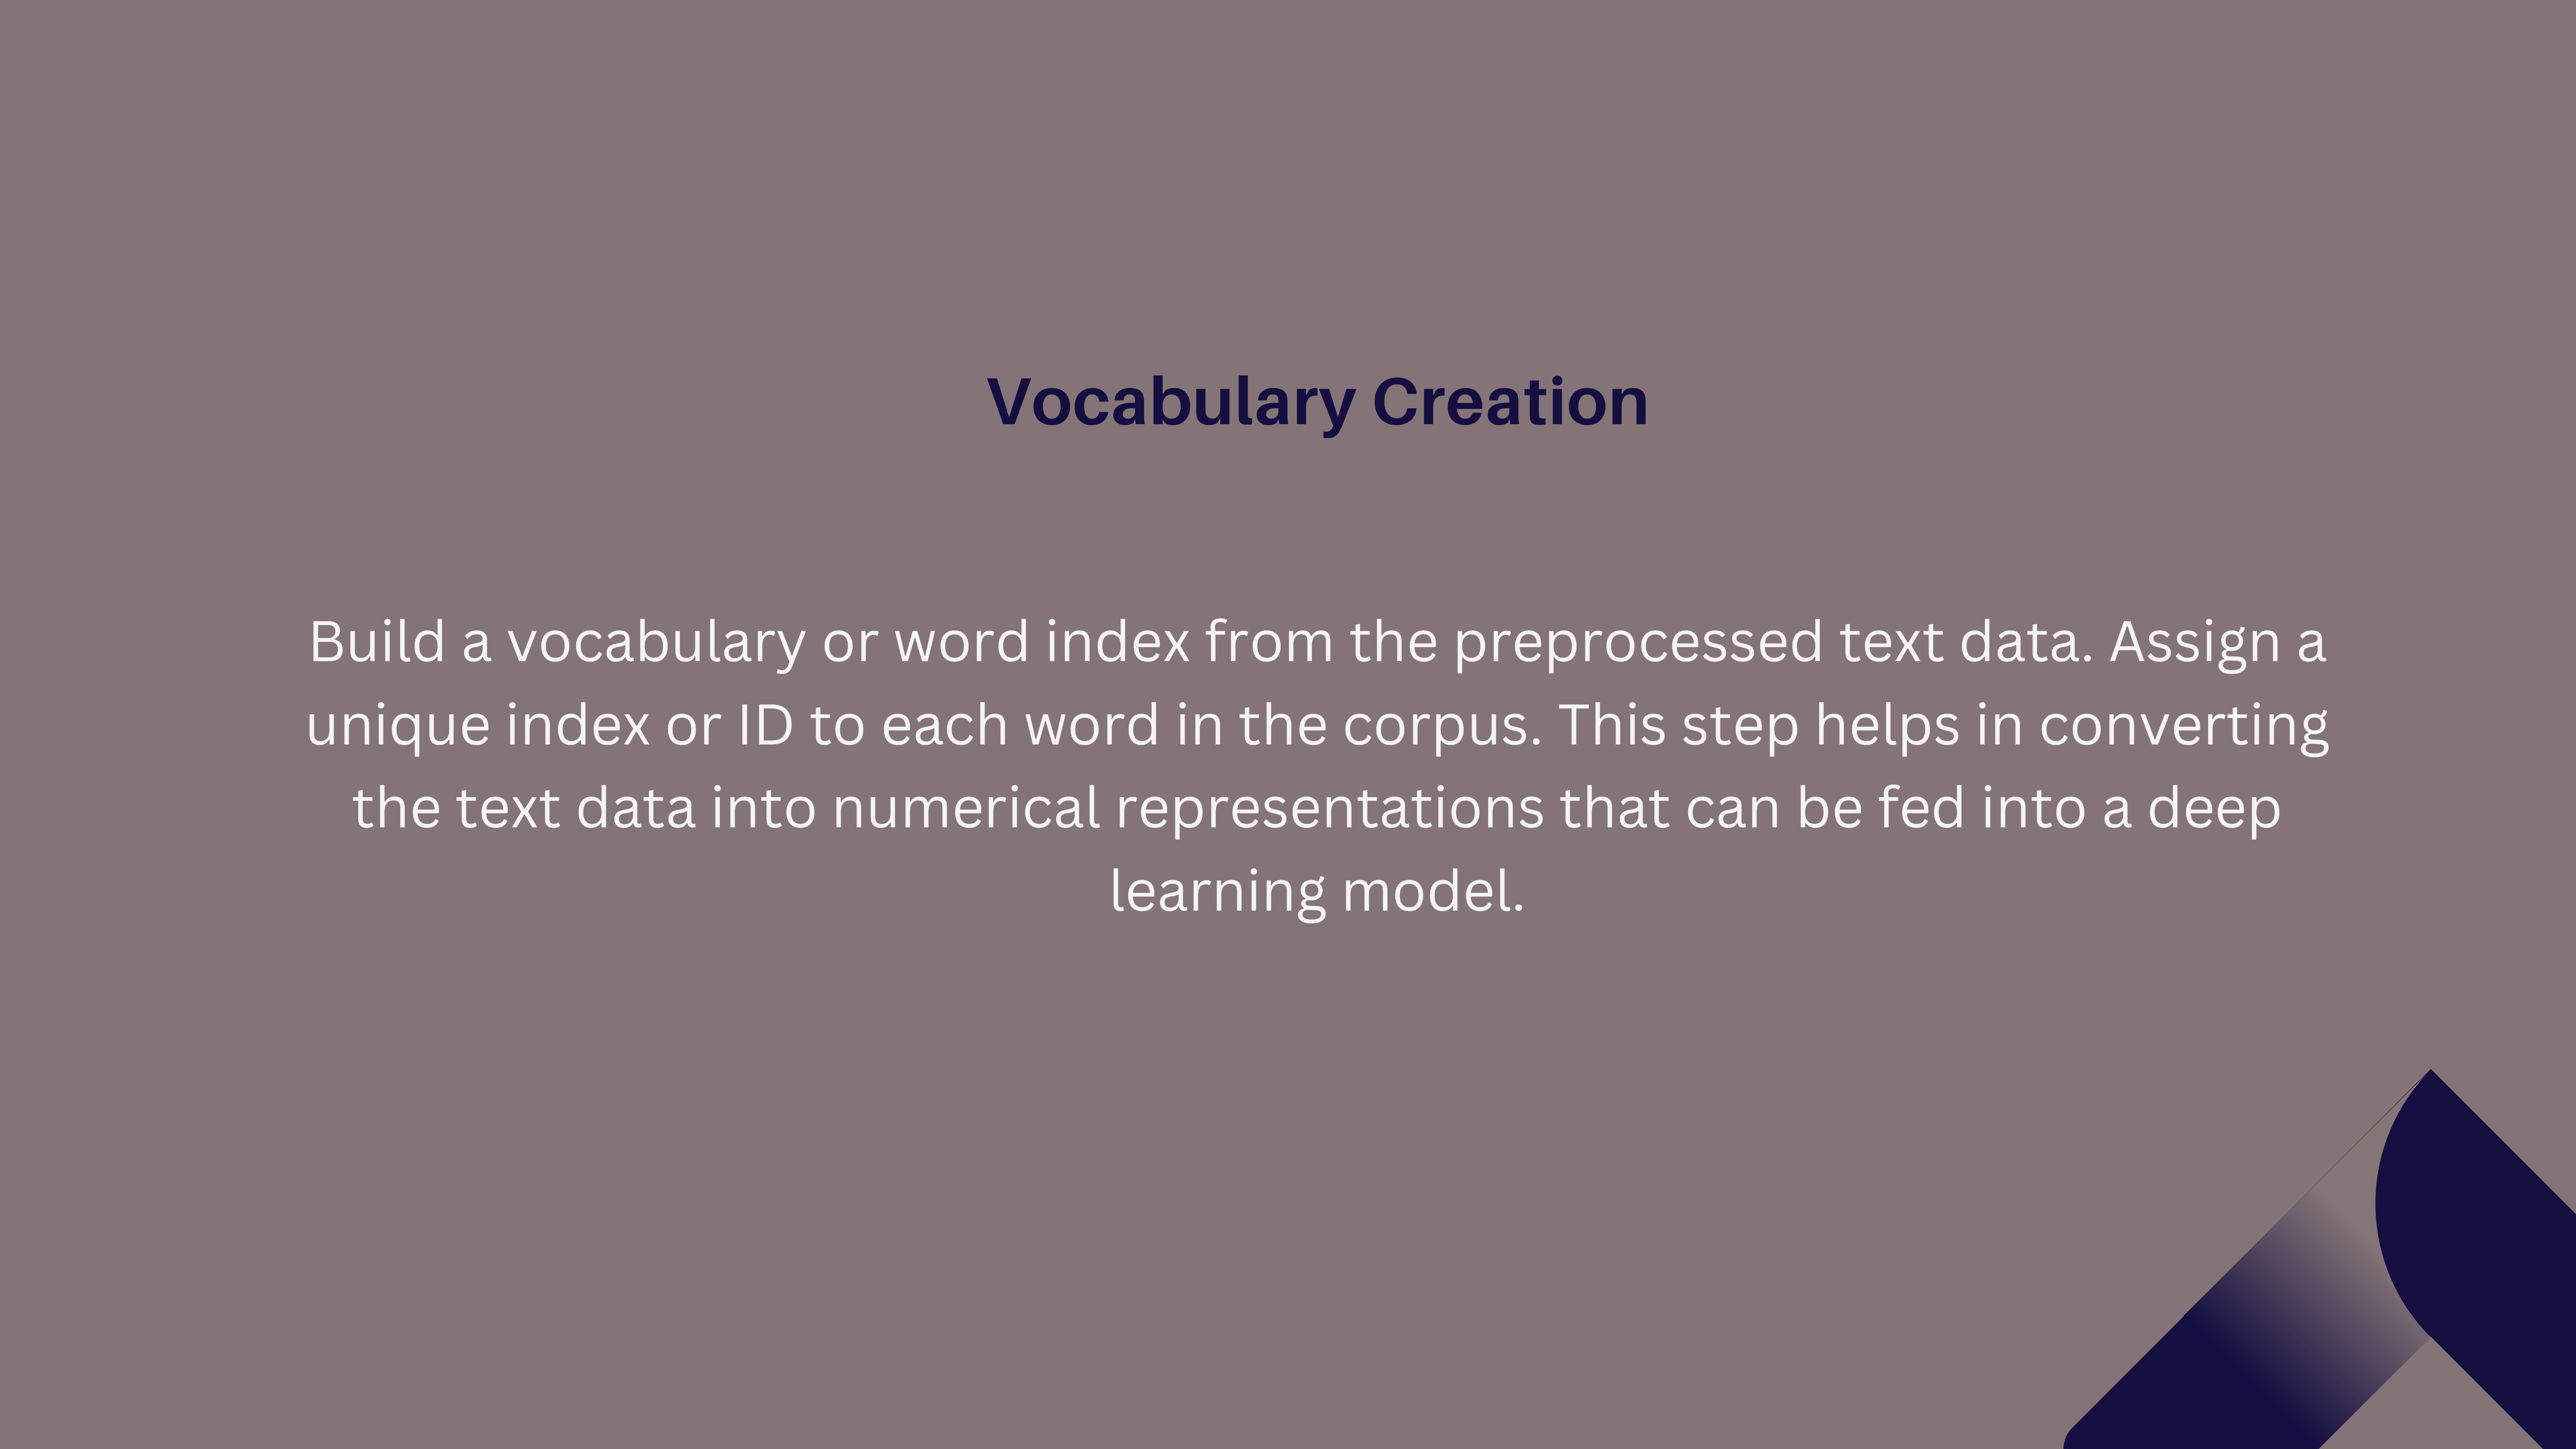 Vocabulary Creation
Build a vocabulary or word index from the preprocessed text data. Assign a
unique index or ID to each word in the corpus. This step helps in converting
the text data into numerical representations that can be fed into a deep
learning model.